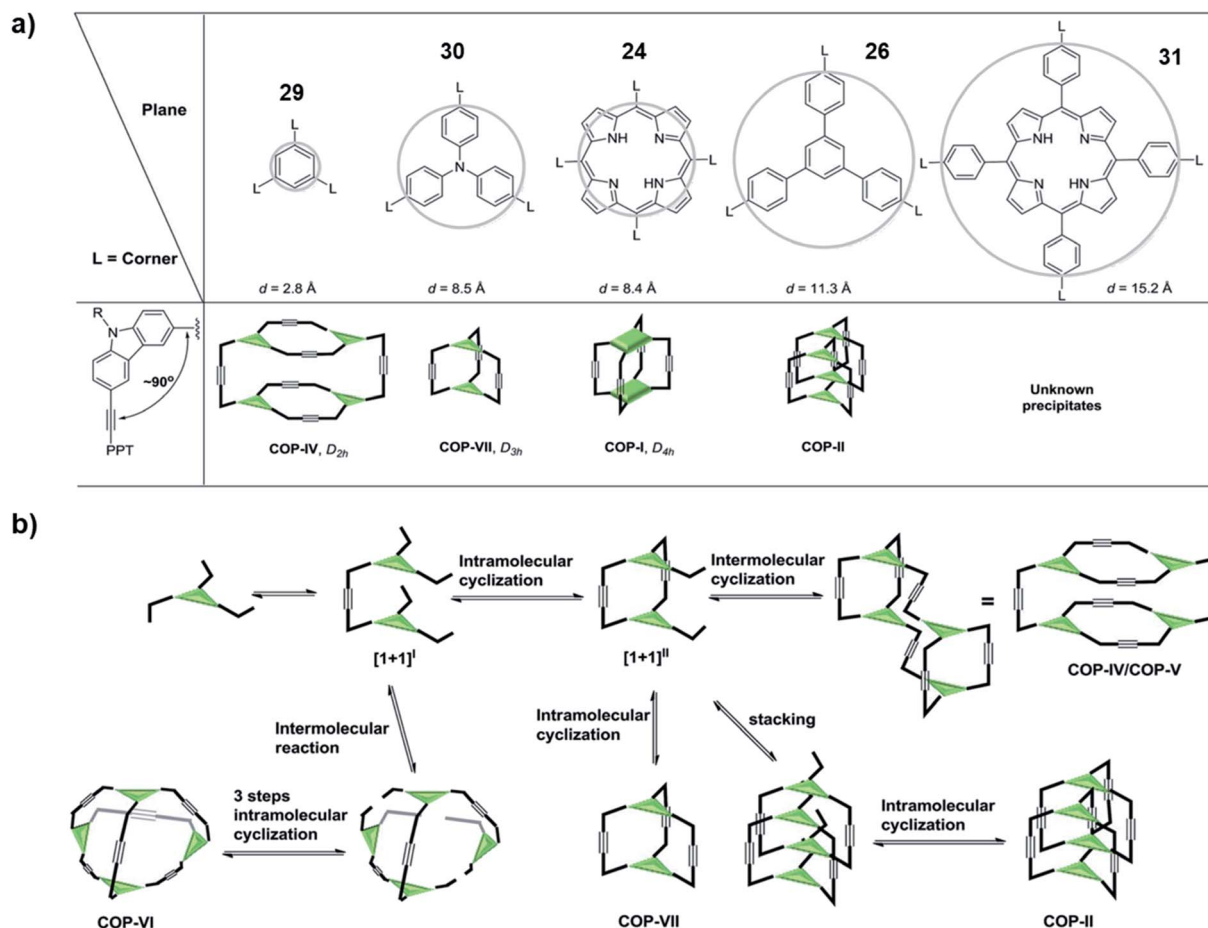 a)
Plane
L = Corner
29
L
L
L
d = 2.8 Å
30
L
N
L
L
d = 8.5 Å
24
L
NH
N
L
L
N
HN
L
d = 8.4 Å
26
L
L
L
d = 11.3 Å
31
L
NH
N
L
L
N
HN
L
d = 15.2 Å
R
N
~90°
PPT
COP-IV, D2h
COP-VII, D3h
COP-I, D4h
COP-II
Unknown
precipitates
b)
[1+1]I
Intramolecular
cyclization
[1+1]II
Intermolecular
cyclization
=
COP-IV/COP-V
Intermolecular
reaction
Intramolecular
cyclization
stacking
COP-VI
3 steps
intramolecular
cyclization
COP-VII
Intramolecular
cyclization
COP-II